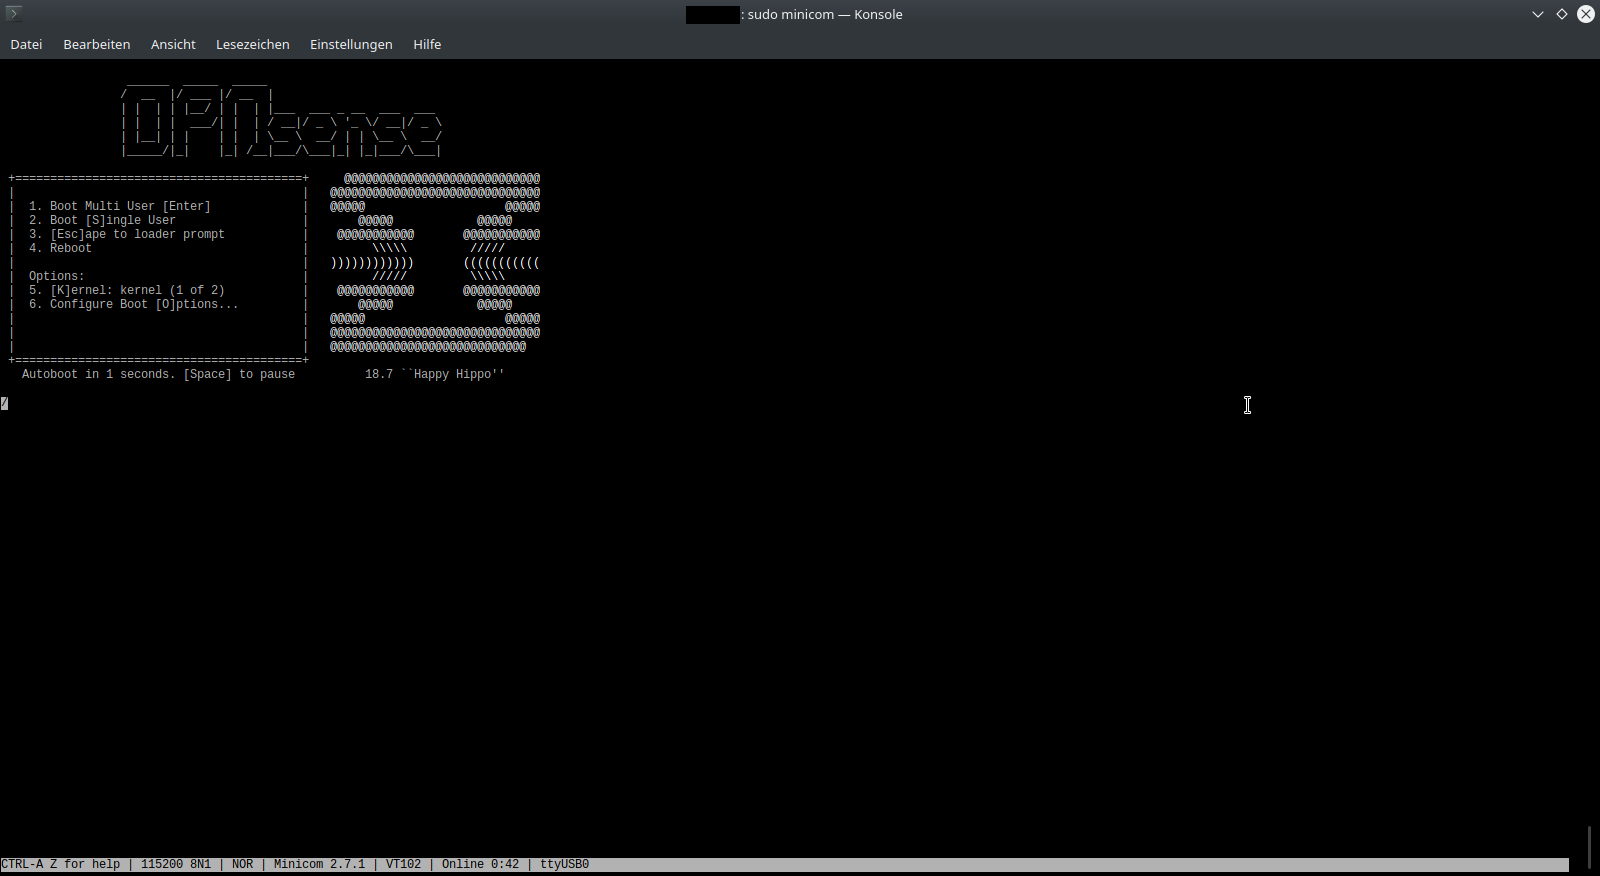 : sudo minicom — Konsole
Datei Bearbeiten Ansicht Lesezeichen Einstellungen Hilfe
OPNsense
1. Boot Multi User [Enter]
2. Boot [S]ingle User
3. [Esc]ape to loader prompt
4. Reboot
Options:
5. [K]ernel: kernel (1 of 2)
6. Configure Boot [O]ptions...
Autoboot in 1 seconds. [Space] to pause
18.7 ``Happy Hippo''
/
CTRL-A Z for help | 115200 8N1 | NOR | Minicom 2.7.1 | VT102 | Online 0:42 | ttyUSB0